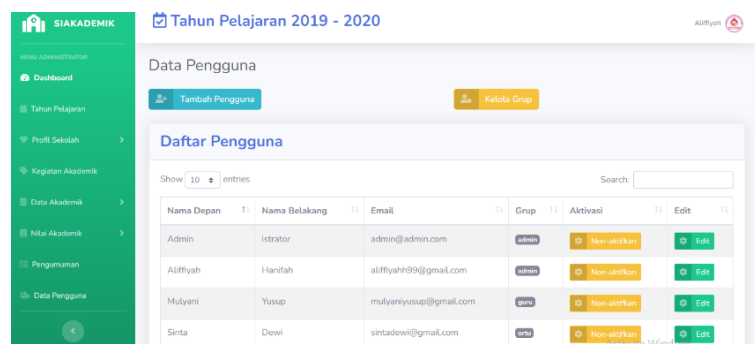 SIAKADEMIK
Tahun Pelajaran 2019 - 2020
Aliffiyah
MENU ADMINISTRATOR
Dashboard
Tahun Pelajaran
Profil Sekolah
Kegiatan Akademik
Data Akademik
Nilai Akademik
Pengumuman
Data Pengguna
Data Pengguna
Tambah Pengguna
Kelola Grup
Daftar Pengguna
Show 10 entries
Search:
Nama Depan Nama Belakang Email Grup Aktivasi Edit
Admin istrator admin@admin.com admin Non-aktifkan Edit
Aliffiyah Hanifah aliffiyahh99@gmail.com admin Non-aktifkan Edit
Mulyani Yusup mulyaniyusup@gmail.com guru Non-aktifkan Edit
Sinta Dewi sintadewi@gmail.com ortu Non-aktifkan Edit